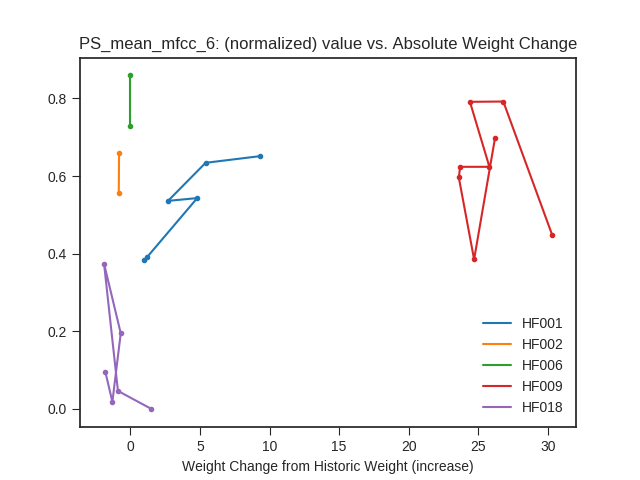 PS_mean_mfcc_6: (normalized) value vs. Absolute Weight Change
0.8
0.6
0.4
0.2
0.0
HF001
HF002
HF006
HF009
HF018
0 5 10 15 20 25 30
Weight Change from Historic Weight (increase)